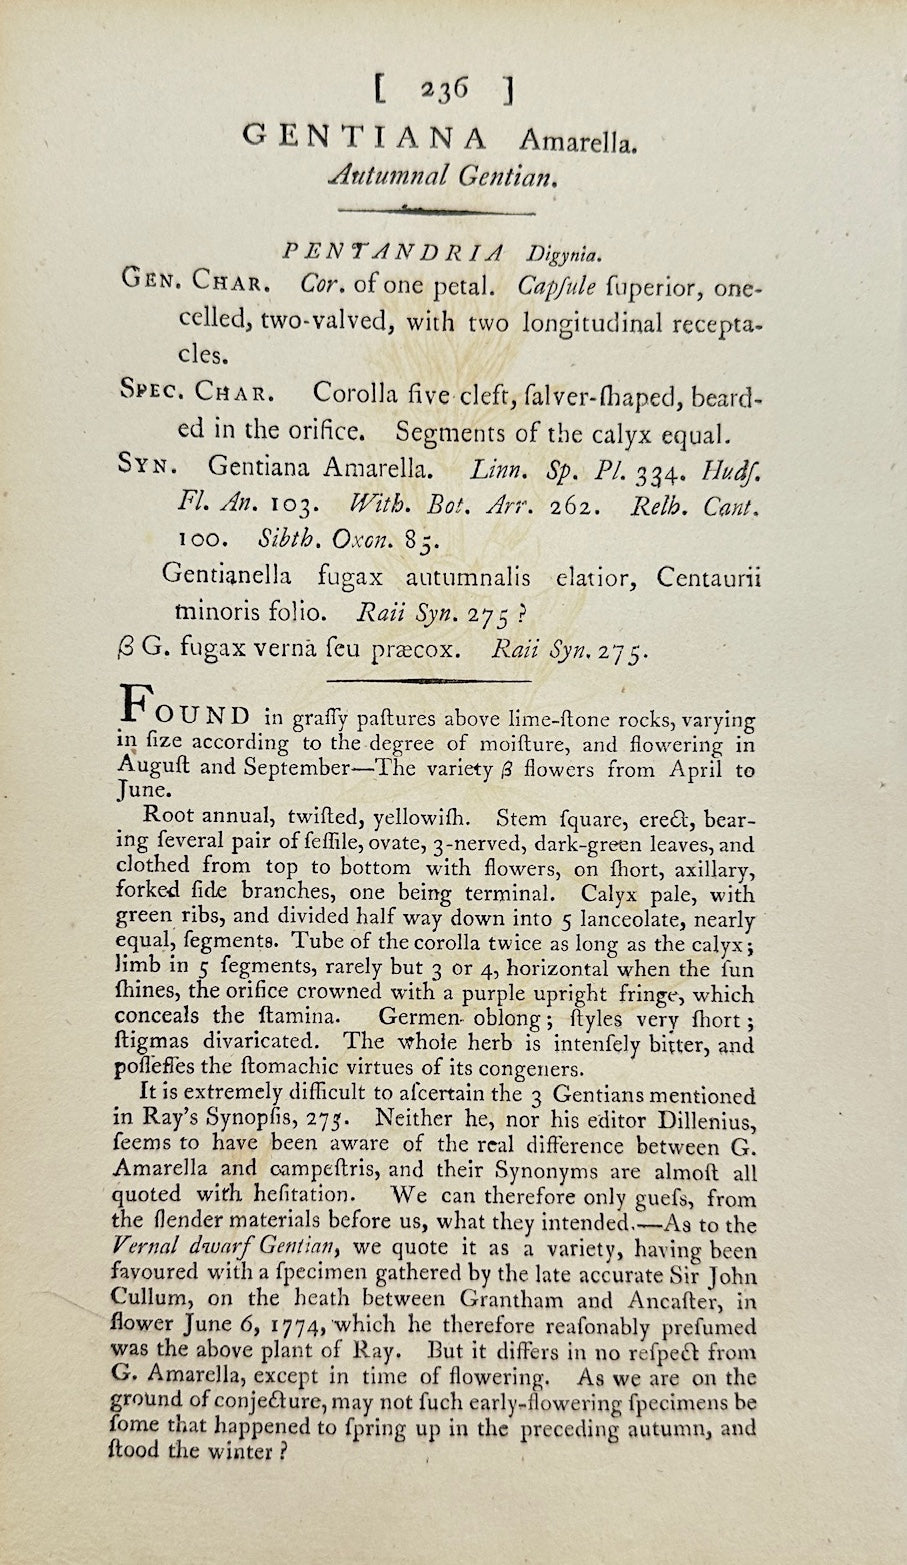 [ 236 ]
GENTIANA Amarella.
Autumnal Gentian.
PENTANDRIA Digynia.
GEN. CHAR. Cor. of one petal. Capſule ſuperior, one-
celled, two-valved, with two longitudinal recepta-
cles.
SPEC. CHAR. Corolla five cleft, ſalver-ſhaped, beard-
ed in the orifice. Segments of the calyx equal.
SYN. Gentiana Amarella. Linn. Sp. Pl. 334. Hudſ.
Fl. An. 103. With. Bot. Arr. 262. Relh. Cant.
100. Sibth. Oxon. 85.
Gentianella fugax autumnalis elatior, Centaurii
minoris folio. Raii Syn. 275 ?
β G. fugax verna ſeu præcox. Raii Syn. 275.
FOUND in graſſy paſtures above lime-ſtone rocks, varying
in ſize according to the degree of moiſture, and flowering in
Auguſt and September—The variety β flowers from April to
June.
Root annual, twiſted, yellowiſh. Stem ſquare, erect, bear-
ing ſeveral pair of ſeſſile, ovate, 3-nerved, dark-green leaves, and
clothed from top to bottom with flowers, on ſhort, axillary,
forked ſide branches, one being terminal. Calyx pale, with
green ribs, and divided half way down into 5 lanceolate, nearly
equal, ſegments. Tube of the corolla twice as long as the calyx;
limb in 5 ſegments, rarely but 3 or 4, horizontal when the ſun
ſhines, the orifice crowned with a purple upright fringe, which
conceals the ſtamina. Germen oblong; ſtyles very ſhort;
ſtigmas divaricated. The whole herb is intenſely bitter, and
poſſeſſes the ſtomachic virtues of its congeners.
It is extremely difficult to aſcertain the 3 Gentians mentioned
in Ray's Synopſis, 275. Neither he, nor his editor Dillenius,
ſeems to have been aware of the real difference between G.
Amarella and campeſtris, and their Synonyms are almoſt all
quoted with heſitation. We can therefore only gueſs, from
the ſlender materials before us, what they intended.—As to the
Vernal dwarf Gentian, we quote it as a variety, having been
favoured with a ſpecimen gathered by the late accurate Sir John
Cullum, on the heath between Grantham and Ancaſter, in
flower June 6, 1774, which he therefore reaſonably preſumed
was the above plant of Ray. But it differs in no reſpect from
G. Amarella, except in time of flowering. As we are on the
ground of conjecture, may not ſuch early-flowering ſpecimens be
ſome that happened to ſpring up in the preceding autumn, and
ſtood the winter ?